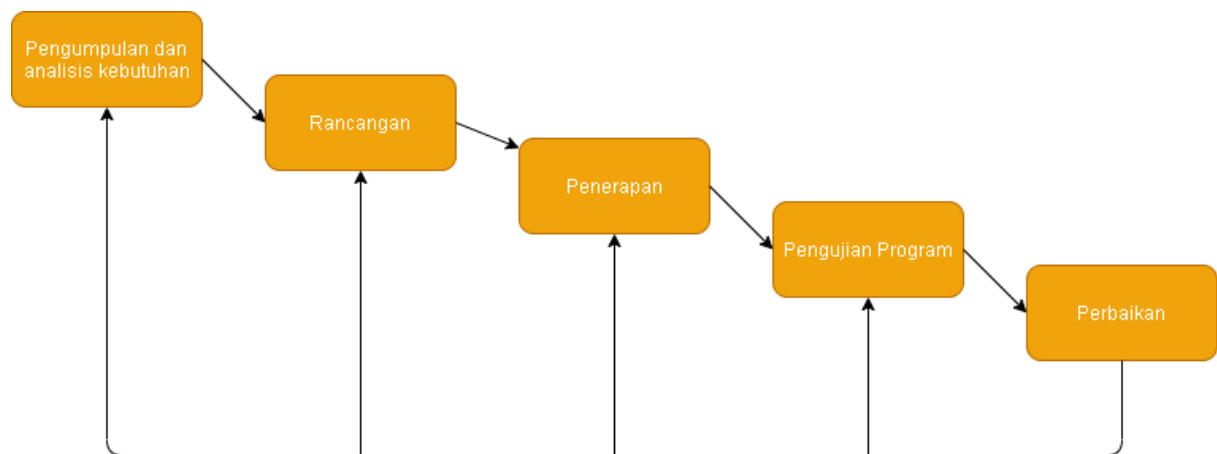 Pengumpulan dan
analisis kebutuhan
Rancangan
Penerapan
Pengujian Program
Perbaikan